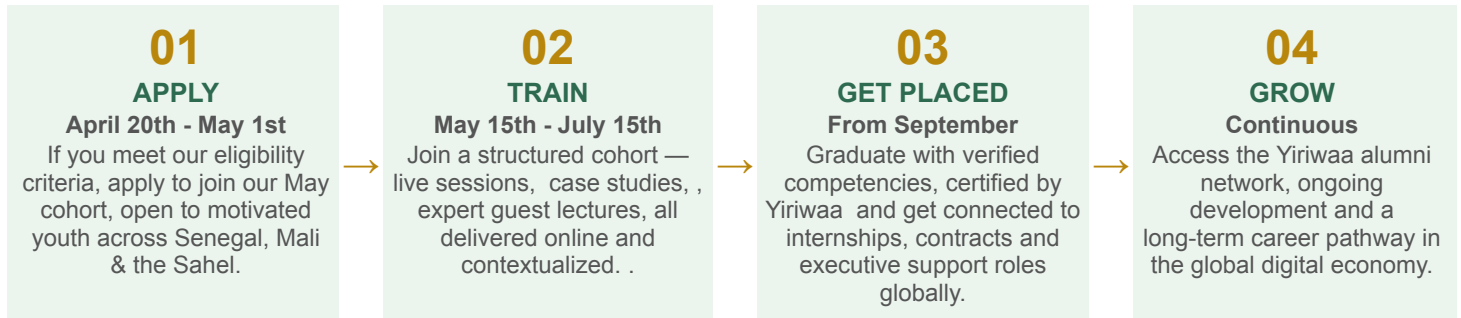 01
APPLY
April 20th - May 1st
If you meet our eligibility
criteria, apply to join our May
cohort, open to motivated
youth across Senegal, Mali
& the Sahel.
→
02
TRAIN
May 15th - July 15th
Join a structured cohort —
live sessions,  case studies, ,
expert guest lectures, all
delivered online and
contextualized. .
→
03
GET PLACED
From September
Graduate with verified
competencies, certified by
Yiriwaa  and get connected to
internships, contracts and
executive support roles
globally.
→
04
GROW
Continuous
Access the Yiriwaa alumni
network, ongoing
development and a
long-term career pathway in
the global digital economy.